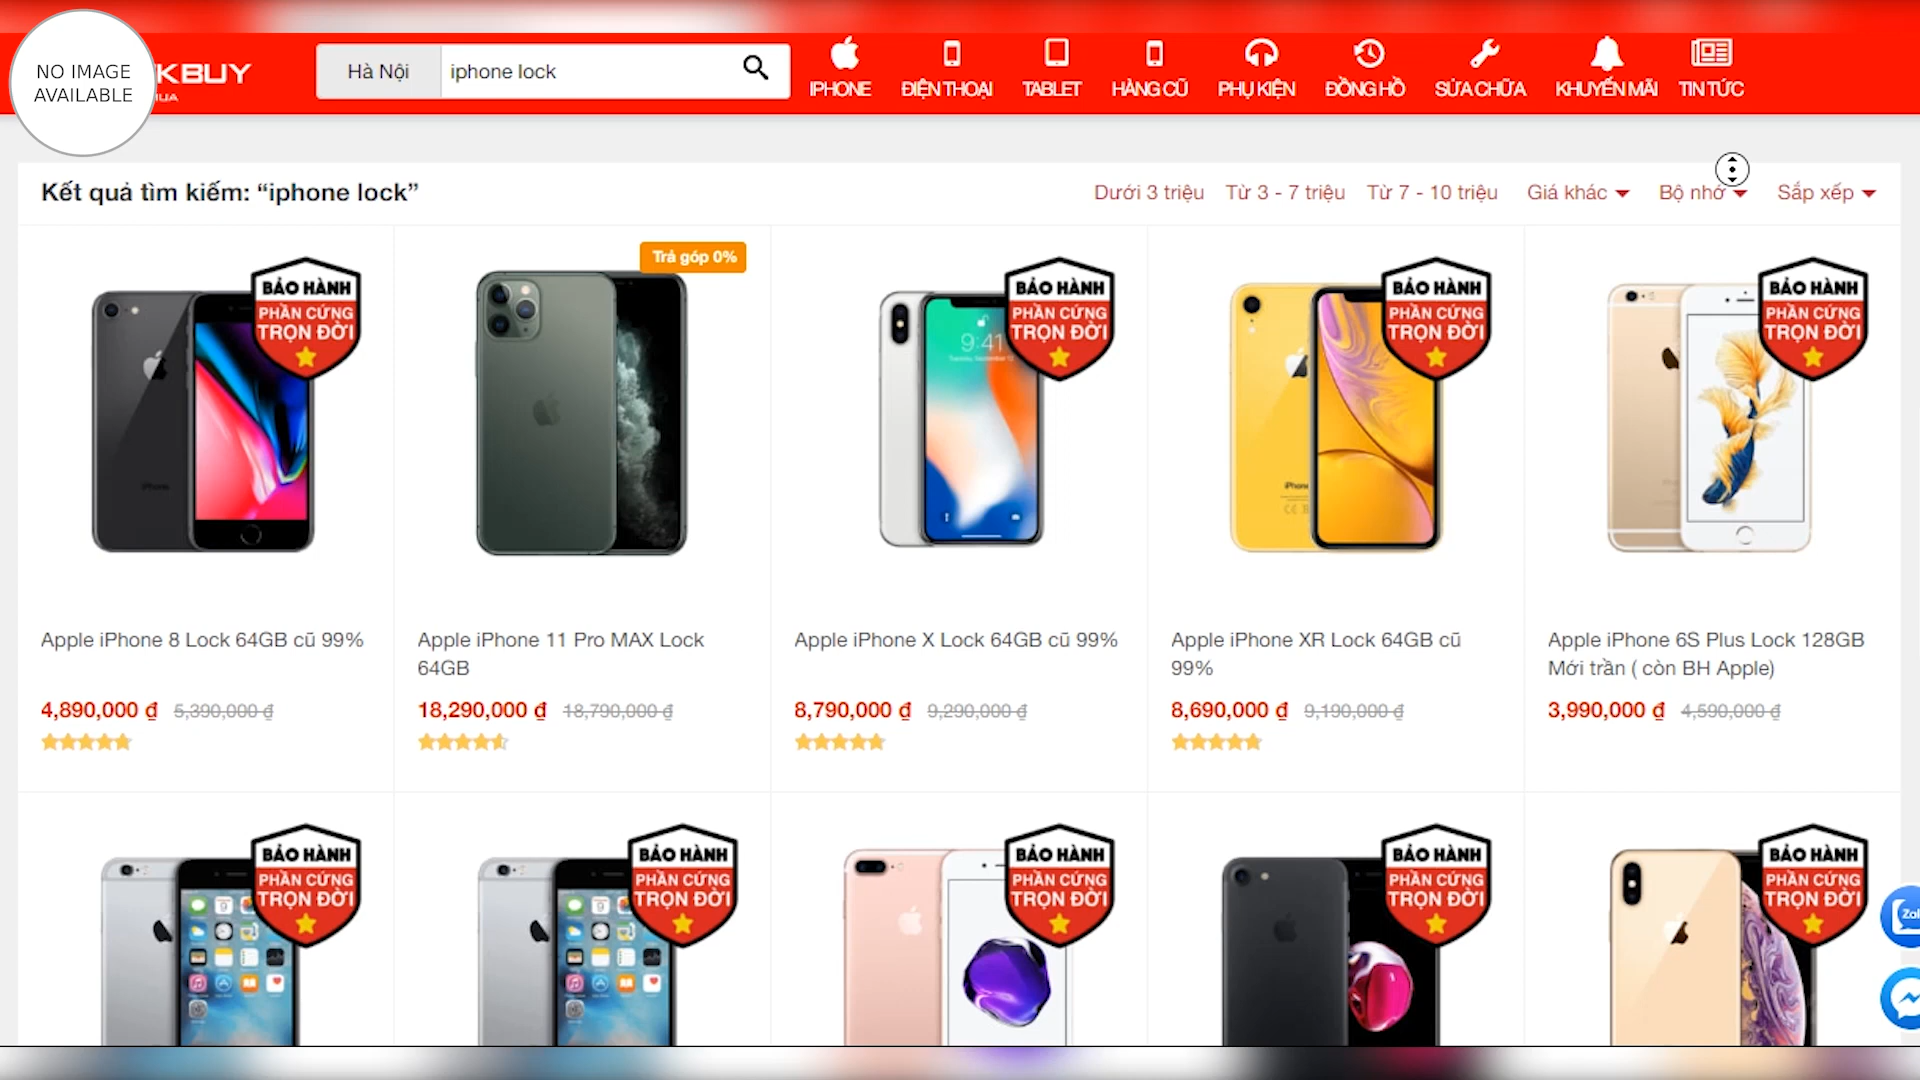 NO IMAGE
AVAILABLE
KBUY
Hà Nội
iphone lock
IPHONE
ĐIỆN THOẠI
TABLET
HÀNG CŨ
PHỤ KIỆN
ĐỒNG HỒ
SỬA CHỮA
KHUYẾN MÃI
TIN TỨC
Kết quả tìm kiếm: “iphone lock”
Dưới 3 triệu
Từ 3 - 7 triệu
Từ 7 - 10 triệu
Giá khác
Bộ nhớ
Sắp xếp
BẢO HÀNH
PHẦN CỨNG
TRỌN ĐỜI
Trả góp 0%
BẢO HÀNH
PHẦN CỨNG
TRỌN ĐỜI
9:41
BẢO HÀNH
PHẦN CỨNG
TRỌN ĐỜI
BẢO HÀNH
PHẦN CỨNG
TRỌN ĐỜI
Apple iPhone 8 Lock 64GB cũ 99%
4,890,000 ₫ 5,390,000 ₫
Apple iPhone 11 Pro MAX Lock
64GB
18,290,000 ₫ 18,790,000 ₫
Apple iPhone X Lock 64GB cũ 99%
8,790,000 ₫ 9,290,000 ₫
Apple iPhone XR Lock 64GB cũ
99%
8,690,000 ₫ 9,190,000 ₫
Apple iPhone 6S Plus Lock 128GB
Mới trần ( còn BH Apple)
3,990,000 ₫ 4,590,000 ₫
BẢO HÀNH
PHẦN CỨNG
TRỌN ĐỜI
BẢO HÀNH
PHẦN CỨNG
TRỌN ĐỜI
BẢO HÀNH
PHẦN CỨNG
TRỌN ĐỜI
BẢO HÀNH
PHẦN CỨNG
TRỌN ĐỜI
BẢO HÀNH
PHẦN CỨNG
TRỌN ĐỜI